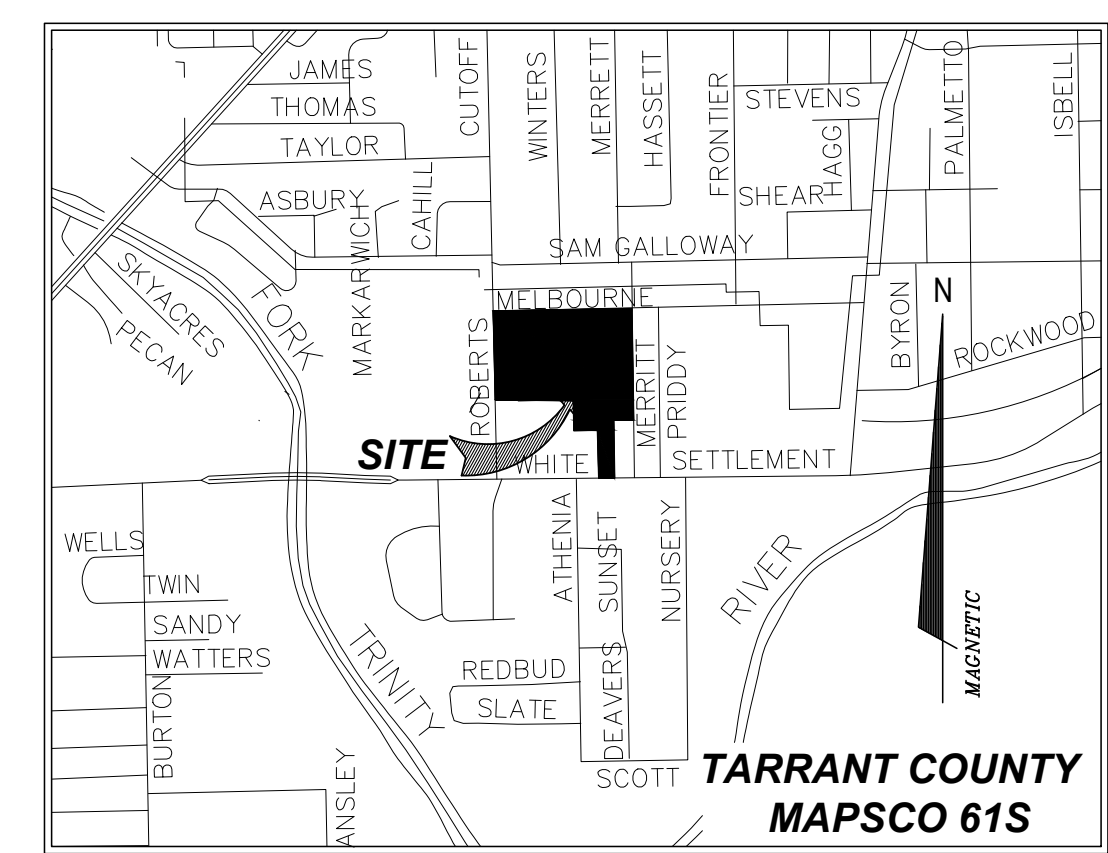 JAMES
THOMAS
TAYLOR
CUTOFF
WINTERS
MERRETT
HASSETT
FRONTIER
STEVENS
HAGG
PALMETTO
ISBELL
ASBURY
CAHILL
SHEAR
MARKARWICH
SAM GALLOWAY
SKYACRES
PECAN
FORK
MELBOURNE
BYRON
N
ROCKWOOD
ROBERTS
MERRITT
PRIDDY
SITE
WHITE
SETTLEMENT
WELLS
TWIN
SANDY
WATTERS
BURTON
ATHENIA
SUNSET
NURSERY
RIVER
MAGNETIC
TRINITY
REDBUD
SLATE
DEAVERS
SCOTT
ANSLEY
TARRANT COUNTY
MAPSCO 61S